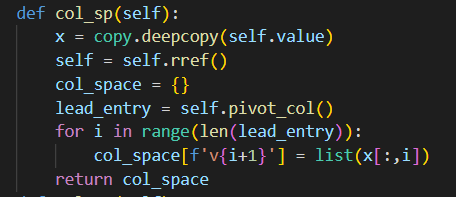 def col_sp(self):
    x = copy.deepcopy(self.value)
    self = self.rref()
    col_space = {}
    lead_entry = self.pivot_col()
    for i in range(len(lead_entry)):
        col_space[f'v{i+1}'] = list(x[:,i])
    return col_space